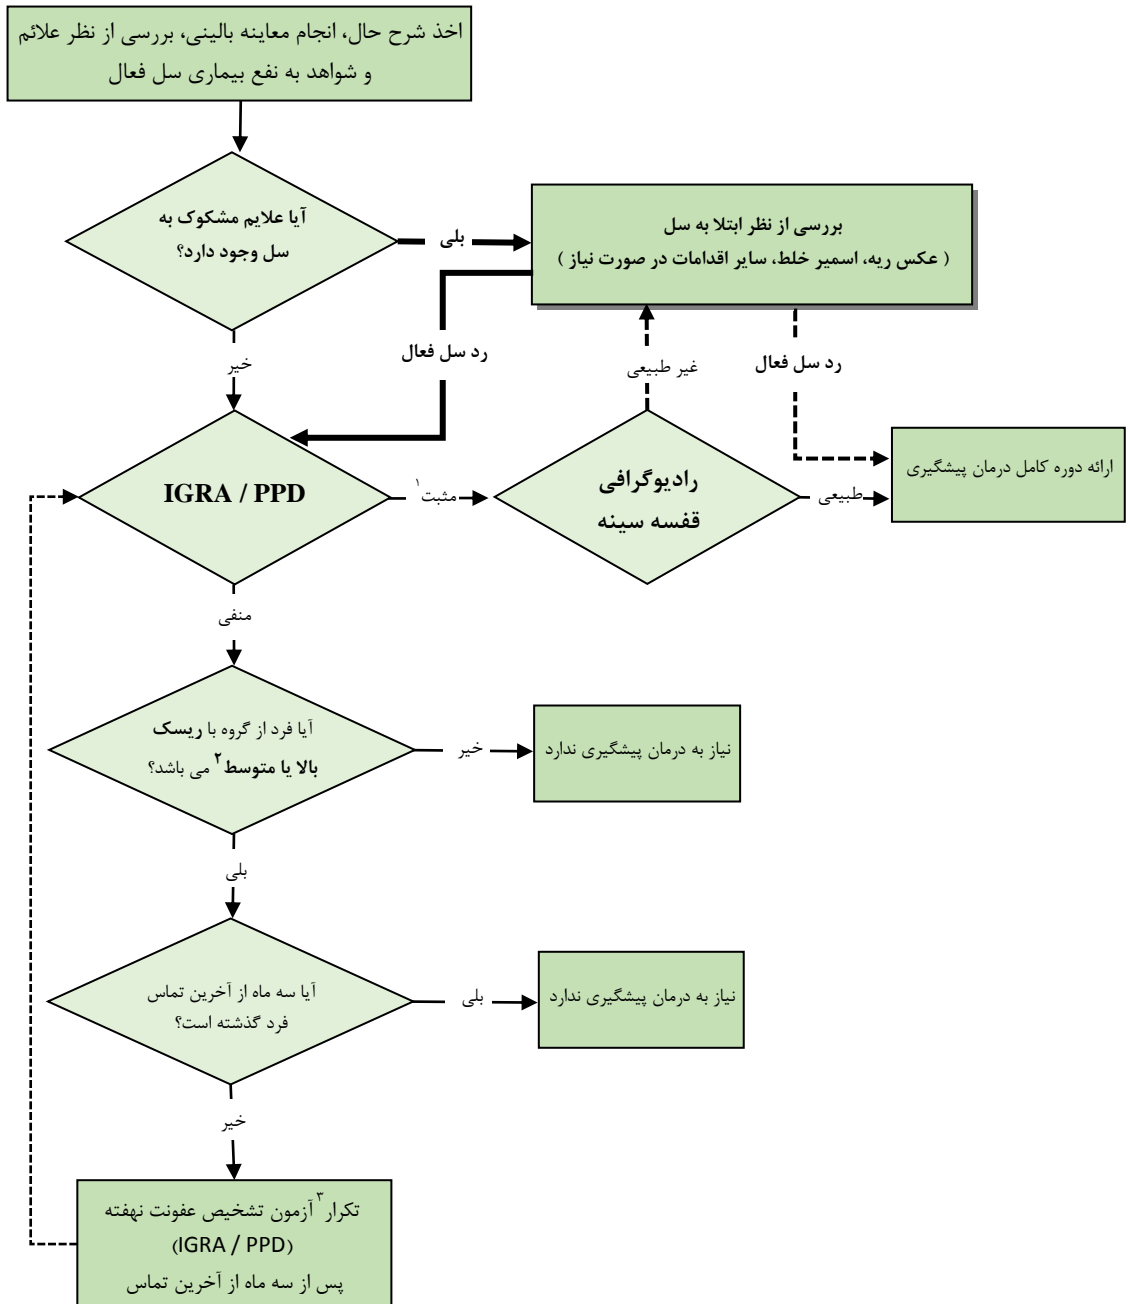 اخذ شرح حال، انجام معاینه بالینی، بررسی از نظر علائم
و شواهد به نفع بیماری سل فعال
آیا علایم مشکوک به
سل وجود دارد؟
بلی
بررسی از نظر ابتلا به سل
( عکس ریه، اسمیر خلط، سایر اقدامات در صورت نیاز )
رد سل فعال
رد سل فعال
خیر
غیر طبیعی
IGRA / PPD
مثبت۱
رادیوگرافی
قفسه سینه
طبیعی
ارائه دوره کامل درمان پیشگیری
منفی
آیا فرد از گروه با ریسک
بالا یا متوسط۲ می باشد؟
خیر
نیاز به درمان پیشگیری ندارد
بلی
آیا سه ماه از آخرین تماس
فرد گذشته است؟
بلی
نیاز به درمان پیشگیری ندارد
خیر
تکرار۳ آزمون تشخیص عفونت نهفته
(IGRA / PPD)
پس از سه ماه از آخرین تماس